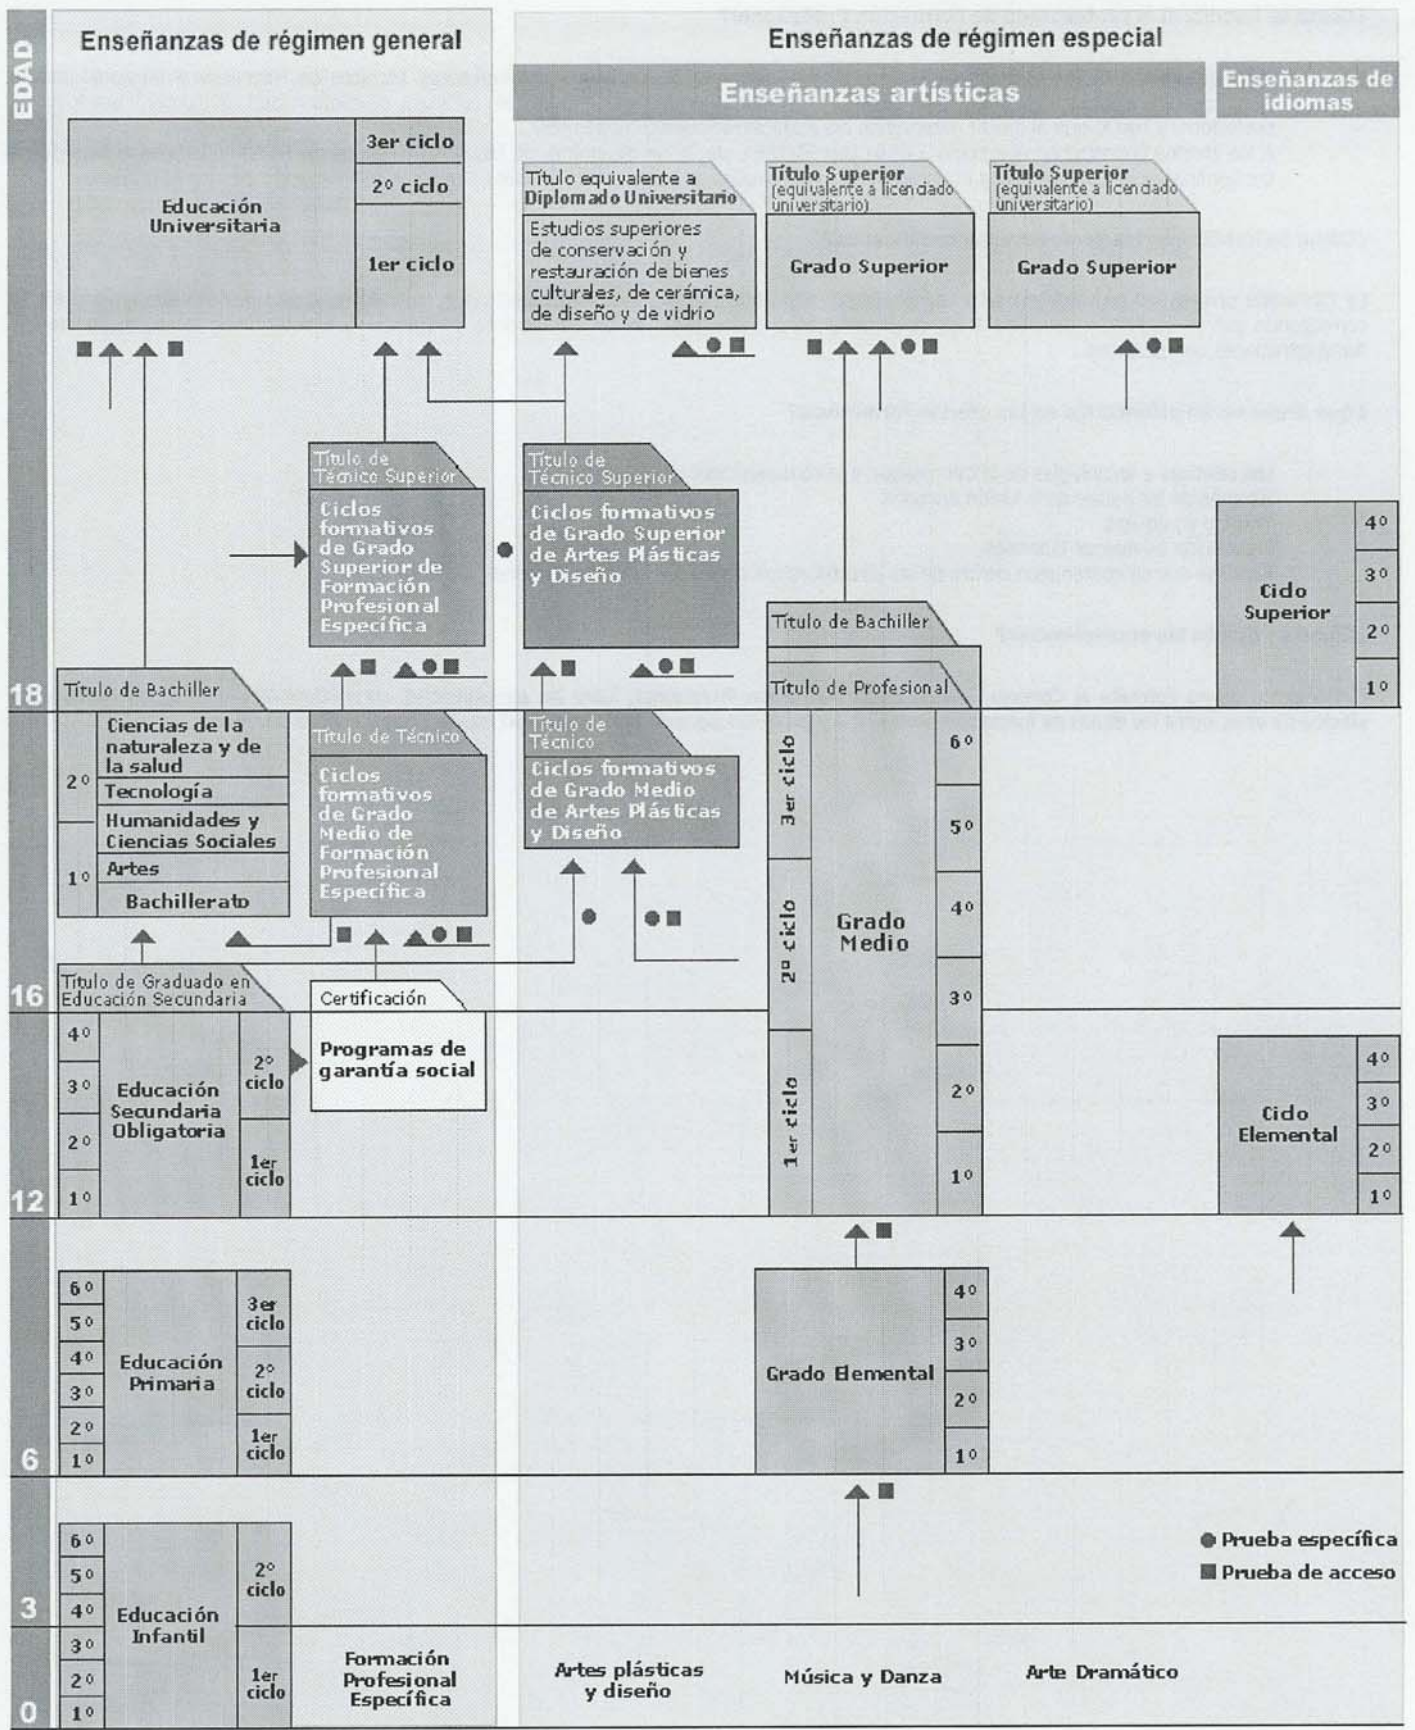 EDAD
Enseñanzas de régimen general
Enseñanzas de régimen especial
Enseñanzas artísticas
Enseñanzas de
idiomas
Educación
Universitaria
3er ciclo
2º ciclo
1er ciclo
Título equivalente a
Diplomado Universitario
Estudios superiores
de conservación y
restauración de bienes
culturales, de cerámica,
de diseño y de vidrio
Título Superior
(equivalente a licenciado
universitario)
Grado Superior
Título Superior
(equivalente a licenciado
universitario)
Grado Superior
Título de
Técnico Superior
Ciclos
formativos
de Grado
Superior de
Formación
Profesional
Específica
Título de
Técnico Superior
Ciclos formativos
de Grado Superior
de Artes Plásticas
y Diseño
Título de Bachiller
Título de Profesional
Ciclo
Superior
4º
3º
2º
1º
18
Título de Bachiller
2º
1º
Ciencias de la
naturaleza y de
la salud
Tecnología
Humanidades y
Ciencias Sociales
Artes
Bachillerato
Título de Técnico
Ciclos
formativos
de Grado
Medio de
Formación
Profesional
Específica
Título de
Técnico
Ciclos formativos
de Grado Medio
de Artes Plásticas
y Diseño
3er ciclo
2º ciclo
1er ciclo
Grado
Medio
6º
5º
4º
3º
2º
1º
16
Título de Graduado en
Educación Secundaria
Certificación
Programas de
garantía social
4º
3º
2º
1º
Educación
Secundaria
Obligatoria
2º
ciclo
1er
ciclo
Ciclo
Elemental
4º
3º
2º
1º
12
6º
5º
4º
3º
2º
1º
Educación
Primaria
3er
ciclo
2º
ciclo
1er
ciclo
Grado Elemental
4º
3º
2º
1º
6
6º
5º
4º
3º
2º
1º
Educación
Infantil
2º
ciclo
1er
ciclo
Prueba específica
Prueba de acceso
3
0
Formación
Profesional
Específica
Artes plásticas
y diseño
Música y Danza
Arte Dramático